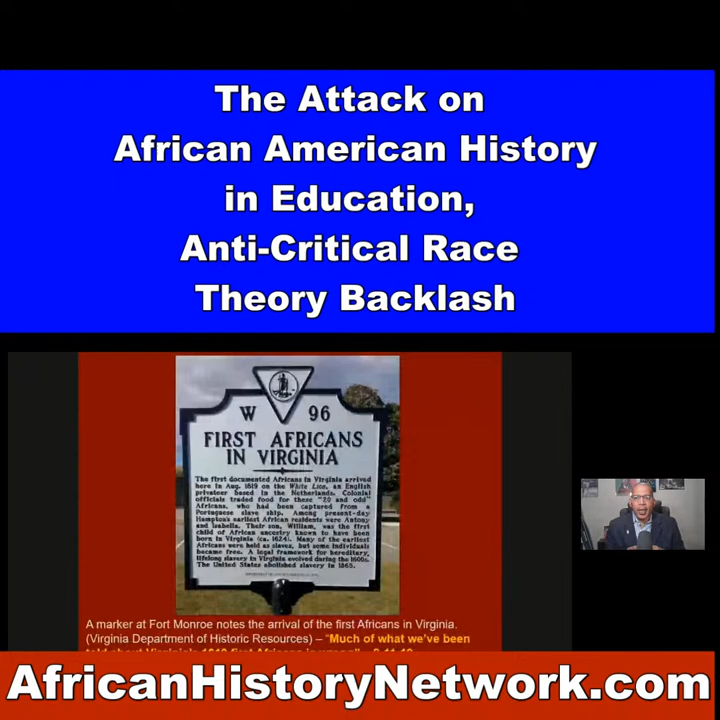 The Attack on
African American History
in Education,
Anti-Critical Race
Theory Backlash
W 96
FIRST AFRICANS
IN VIRGINIA
The first documented Africans in Virginia arrived
here in Aug. 1619 on the White Lion, an English
privateer based in the Netherlands. Colonial
officials traded food for these "20 and odd"
Africans, who had been captured from a
Portuguese slave ship. Among present-day
Hampton's earliest African residents were Antony
and Isabella. Their son, William, was the first
child of African ancestry known to have been
born in Virginia (ca. 1624). Many of the earliest
Africans were held as slaves, but some individuals
became free. A legal framework for hereditary,
lifelong slavery in Virginia evolved during the 1600s.
The United States abolished slavery in 1865.
A marker at Fort Monroe notes the arrival of the first Africans in Virginia.
(Virginia Department of Historic Resources) – "Much of what we've been
AfricanHistoryNetwork.com